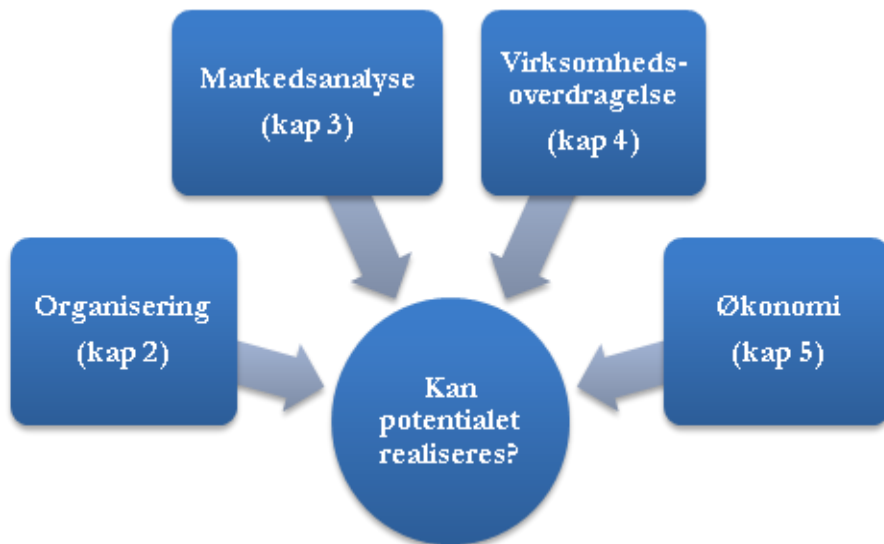 Markedsanalyse
(kap 3)
Virksomheds-
overdragelse
(kap 4)
Organisering
(kap 2)
Økonomi
(kap 5)
Kan
potentialet
realiseres?